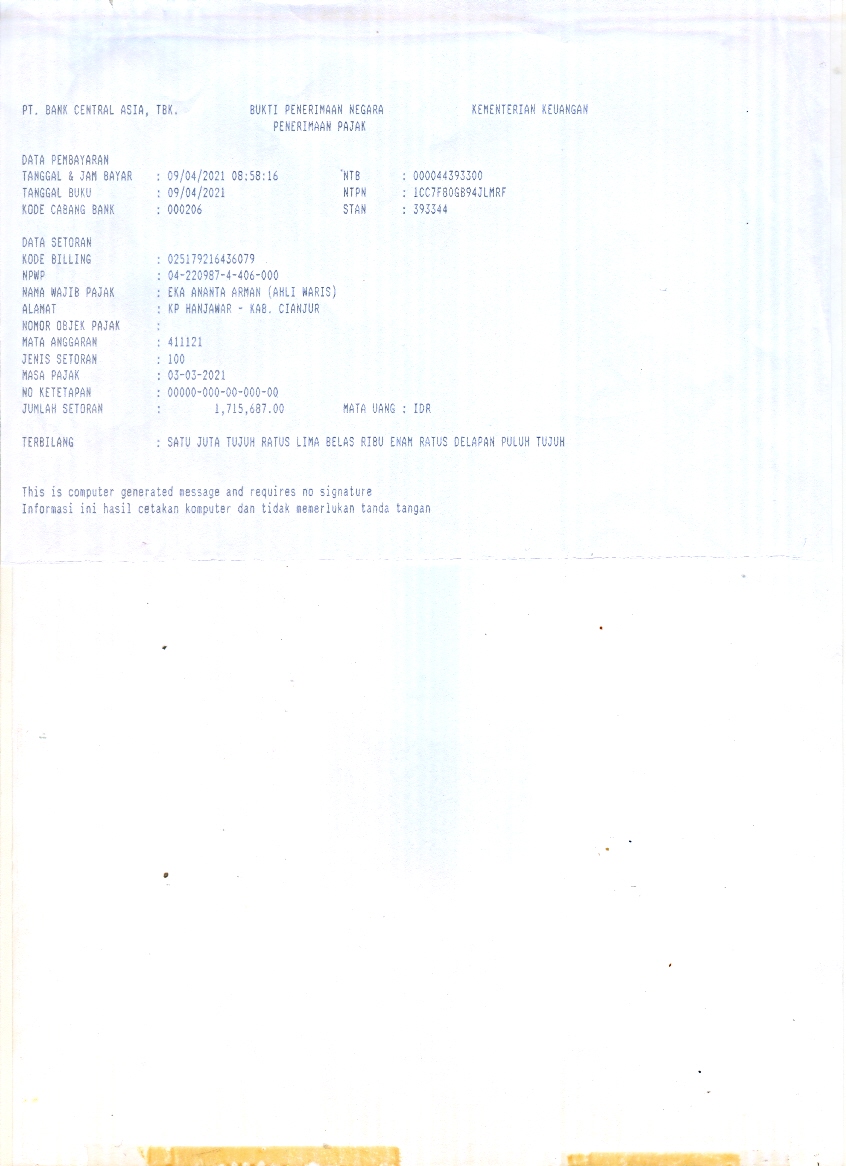 PT. BANK CENTRAL ASIA, TBK. BUKTI PENERIMAAN NEGARA KEMENTERIAN KEUANGAN
PENERIMAAN PAJAK
DATA PEMBAYARAN
TANGGAL & JAM BAYAR : 09/04/2021 08:58:16 NTB : 000044393300
TANGGAL BUKU : 09/04/2021 NTPN : 1CC7F80GB94JLMRF
KODE CABANG BANK : 000206 STAN : 393344
DATA SETORAN
KODE BILLING : 025179216436079
NPWP : 04-220987-4-406-000
NAMA WAJIB PAJAK : EKA ANANTA ARMAN (AHLI WARIS)
ALAMAT : KP HANJAWAR - KAB. CIANJUR
NOMOR OBJEK PAJAK :
MATA ANGGARAN : 411121
JENIS SETORAN : 100
MASA PAJAK : 03-03-2021
NO KETETAPAN : 00000-000-00-000-00
JUMLAH SETORAN : 1,715,687.00 MATA UANG : IDR
TERBILANG : SATU JUTA TUJUH RATUS LIMA BELAS RIBU ENAM RATUS DELAPAN PULUH TUJUH
This is computer generated message and requires no signature
Informasi ini hasil cetakan komputer dan tidak memerlukan tanda tangan